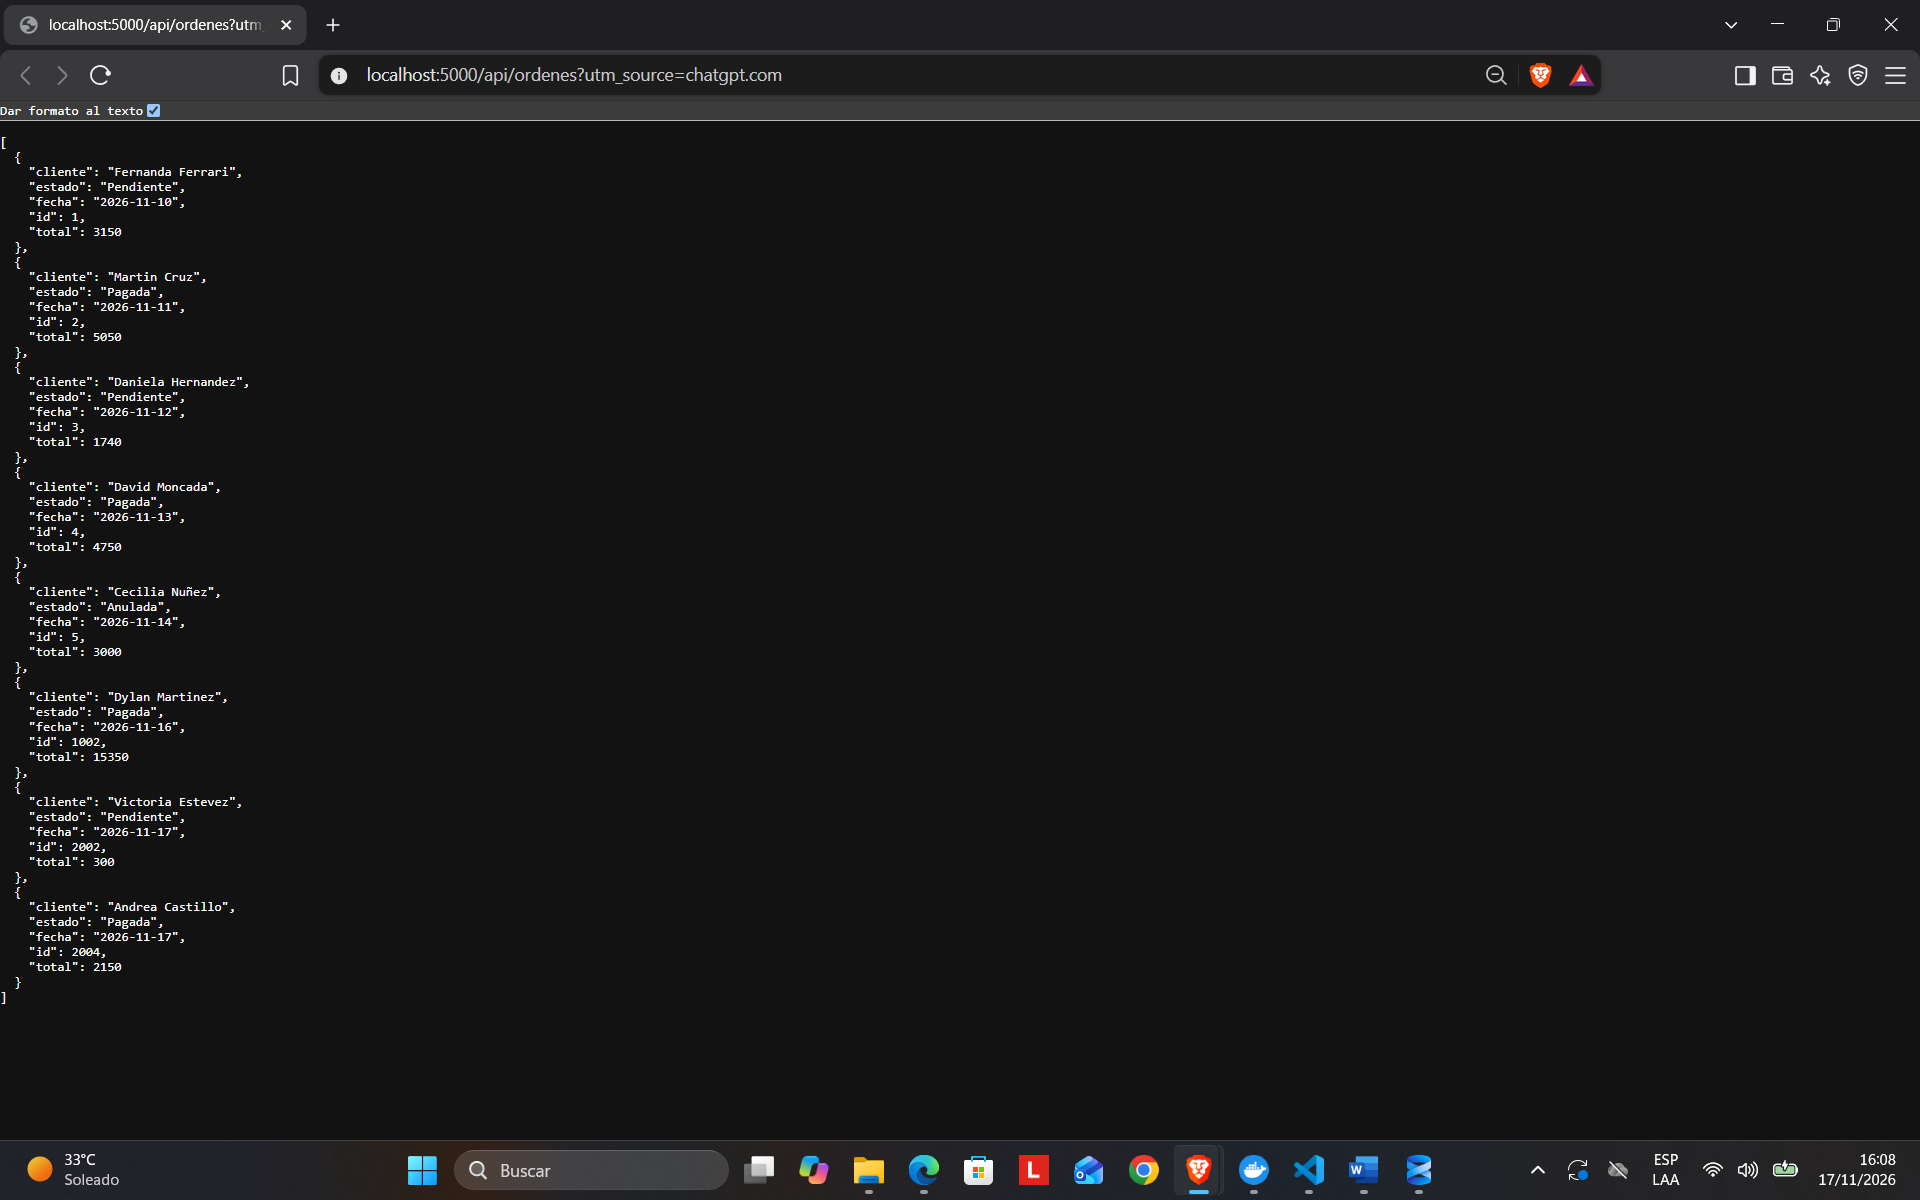 localhost:5000/api/ordenes?utm
localhost:5000/api/ordenes?utm_source=chatgpt.com
Dar formato al texto
[
  {
    "cliente": "Fernanda Ferrari",
    "estado": "Pendiente",
    "fecha": "2026-11-10",
    "id": 1,
    "total": 3150
  },
  {
    "cliente": "Martin Cruz",
    "estado": "Pagada",
    "fecha": "2026-11-11",
    "id": 2,
    "total": 5050
  },
  {
    "cliente": "Daniela Hernandez",
    "estado": "Pendiente",
    "fecha": "2026-11-12",
    "id": 3,
    "total": 1740
  },
  {
    "cliente": "David Moncada",
    "estado": "Pagada",
    "fecha": "2026-11-13",
    "id": 4,
    "total": 4750
  },
  {
    "cliente": "Cecilia Nuñez",
    "estado": "Anulada",
    "fecha": "2026-11-14",
    "id": 5,
    "total": 3000
  },
  {
    "cliente": "Dylan Martinez",
    "estado": "Pagada",
    "fecha": "2026-11-16",
    "id": 1002,
    "total": 15350
  },
  {
    "cliente": "Victoria Estevez",
    "estado": "Pendiente",
    "fecha": "2026-11-17",
    "id": 2002,
    "total": 300
  },
  {
    "cliente": "Andrea Castillo",
    "estado": "Pagada",
    "fecha": "2026-11-17",
    "id": 2004,
    "total": 2150
  }
]
33°C
Soleado
Buscar
L
W
ESP
LAA
16:08
17/11/2026